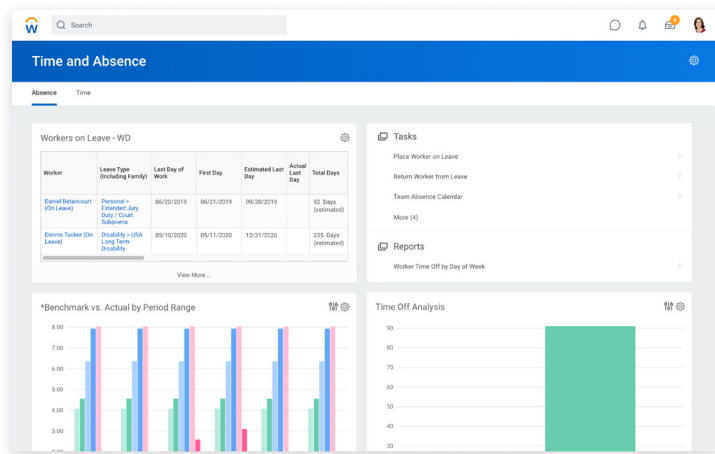 Search
Time and Absence
Absence
Time
Workers on Leave - WD
Worker
Leave Type
(Including Family)
Last Day of
Work
First Day
Estimated Last
Day
Actual
Last
Day
Total Days
Daniel Betancourt
(On Leave)
Personal >
Extended Jury
Duty / Court
Subpoena
06/20/2019
06/21/2019
09/20/2019
92 Days
(estimated)
Dennis Tucker (On
Leave)
Disability > USA
Long Term
Disability
05/10/2020
05/11/2020
12/31/2020
235 Days
(estimated)
View More ...
Tasks
Place Worker on Leave
Return Worker from Leave
Team Absence Calendar
More (4)
Reports
Worker Time Off by Day of Week
*Benchmark vs. Actual by Period Range
8.00
7.00
6.00
5.00
4.00
3.00
Time Off Analysis
90
80
70
60
50
40
30